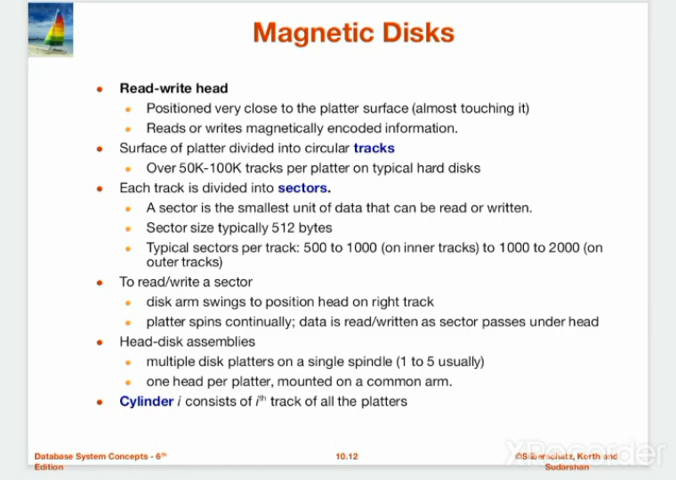 Magnetic Disks
Read-write head
Positioned very close to the platter surface (almost touching it)
Reads or writes magnetically encoded information.
Surface of platter divided into circular tracks
Over 50K-100K tracks per platter on typical hard disks
Each track is divided into sectors.
A sector is the smallest unit of data that can be read or written.
Sector size typically 512 bytes
Typical sectors per track: 500 to 1000 (on inner tracks) to 1000 to 2000 (on
outer tracks)
To read/write a sector
disk arm swings to position head on right track
platter spins continually; data is read/written as sector passes under head
Head-disk assemblies
multiple disk platters on a single spindle (1 to 5 usually)
one head per platter, mounted on a common arm.
Cylinder i consists of ith track of all the platters
Database System Concepts - 6th
Edition
10.12
©Silberschatz, Korth and
Sudarshan
XRecorder